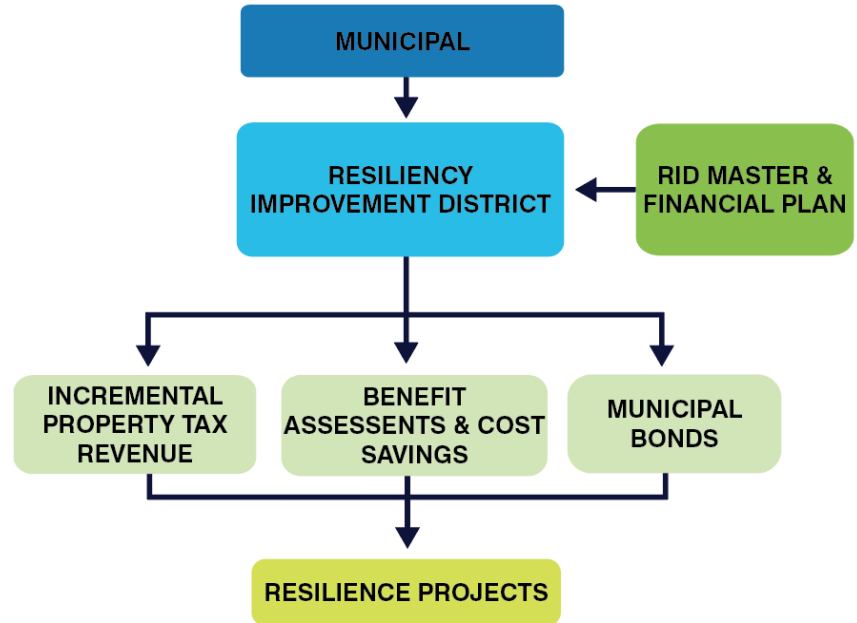 MUNICIPAL
RESILIENCY
IMPROVEMENT DISTRICT
RID MASTER &
FINANCIAL PLAN
INCREMENTAL
PROPERTY TAX
REVENUE
BENEFIT
ASSESSENTS & COST
SAVINGS
MUNICIPAL
BONDS
RESILIENCE PROJECTS